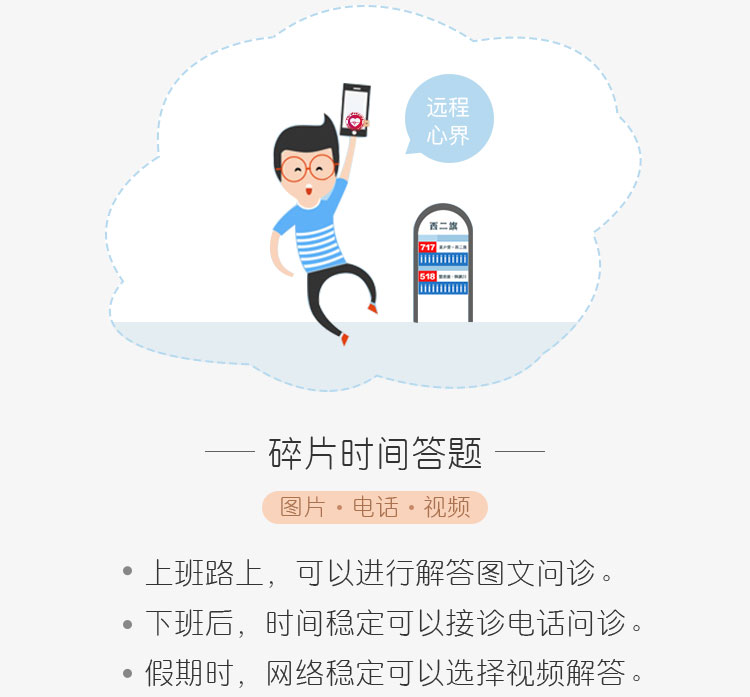 远程
心界
西二旗
717
518
碎片时间答题
图片·电话·视频
上班路上，可以进行解答图文问诊。
下班后，时间稳定可以接诊电话问诊。
假期时，网络稳定可以选择视频解答。